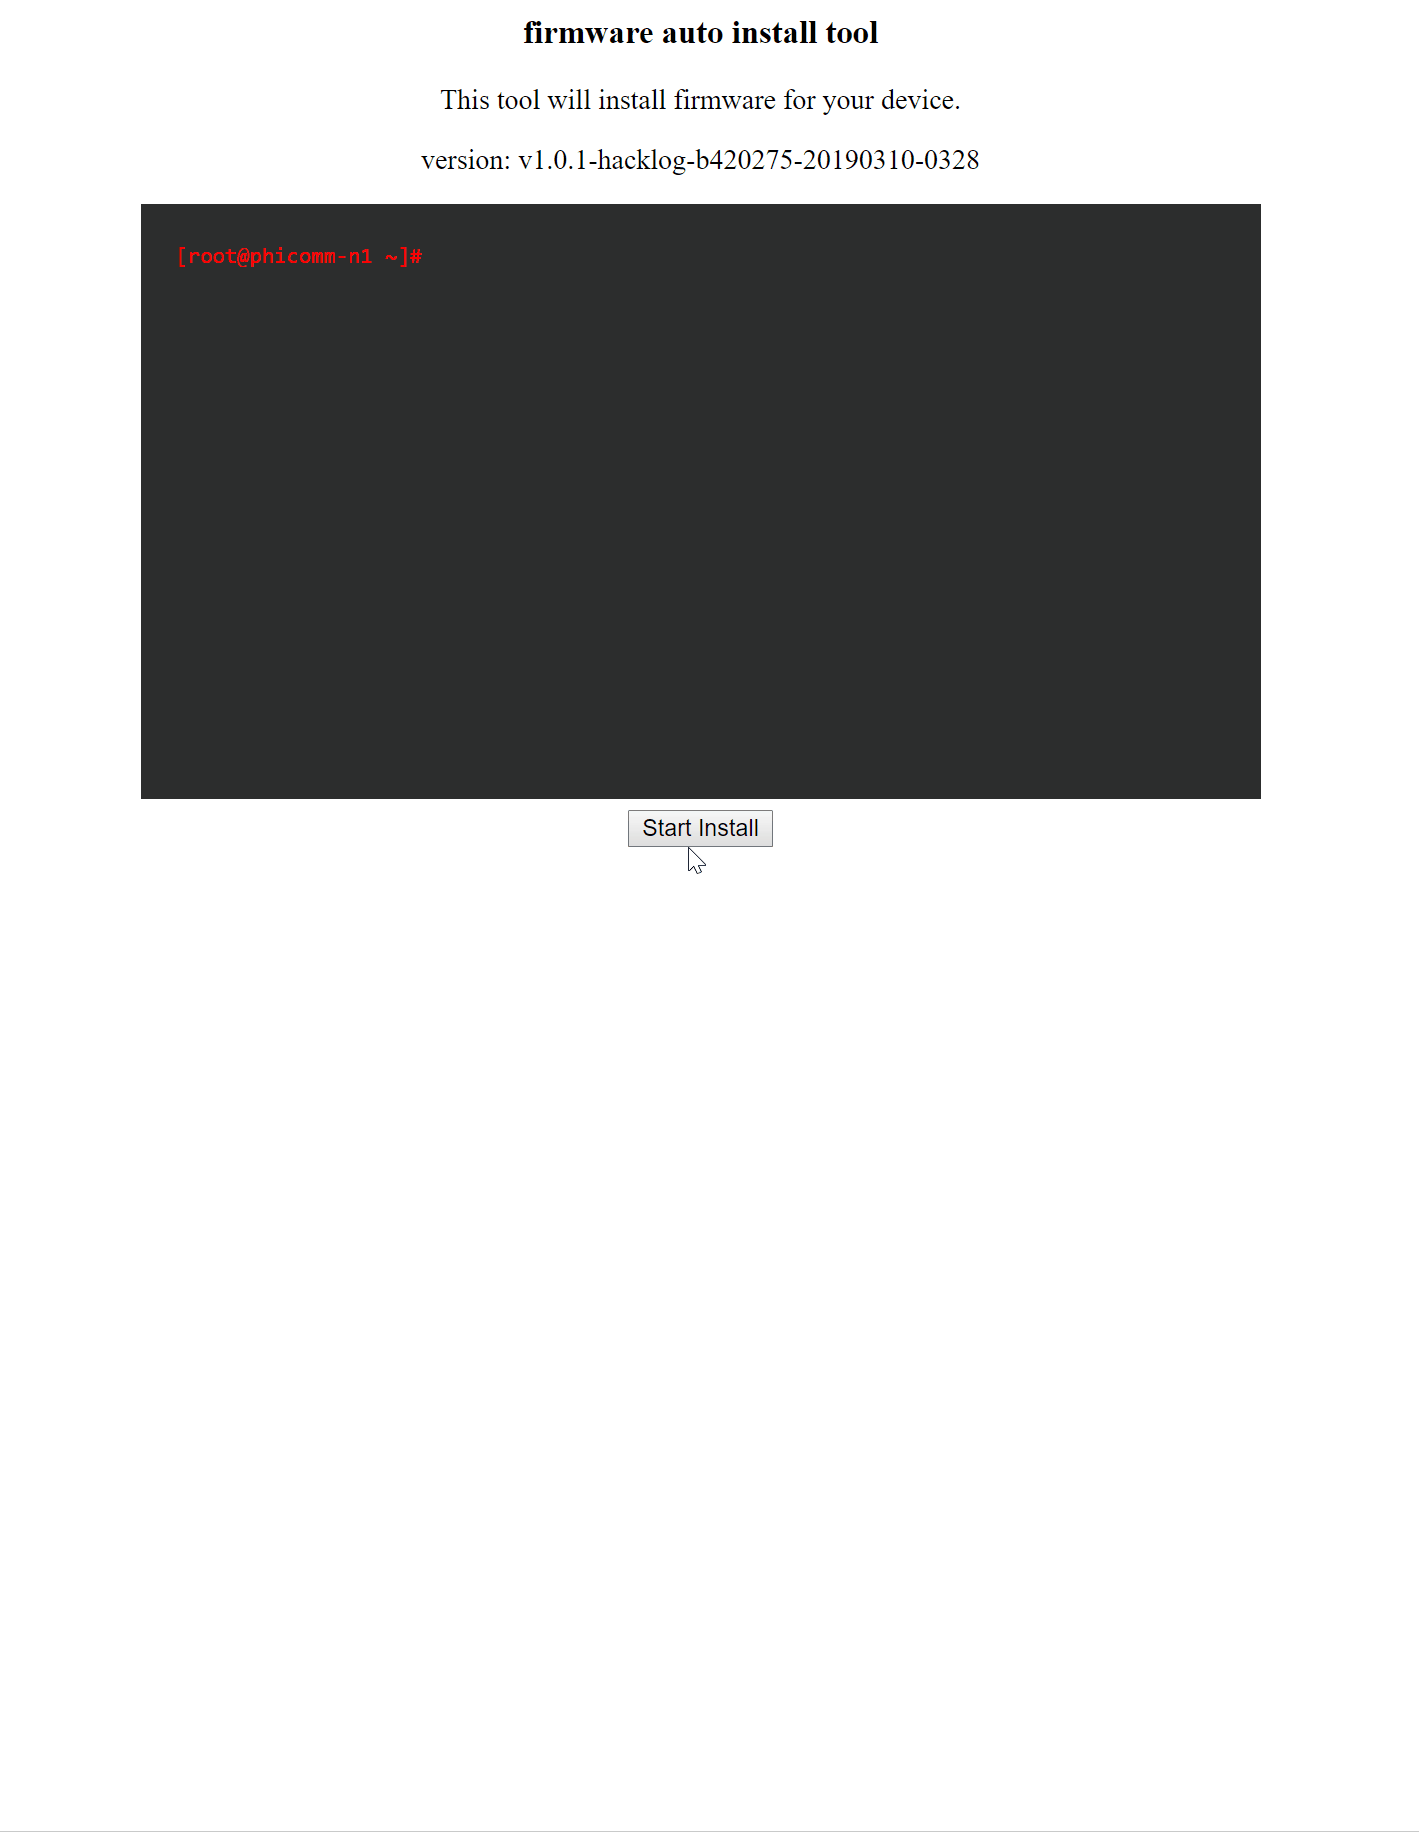 firmware auto install tool
This tool will install firmware for your device.
version: v1.0.1-hacklog-b420275-20190310-0328
[root@phicomm-n1 ~]#
Start Install